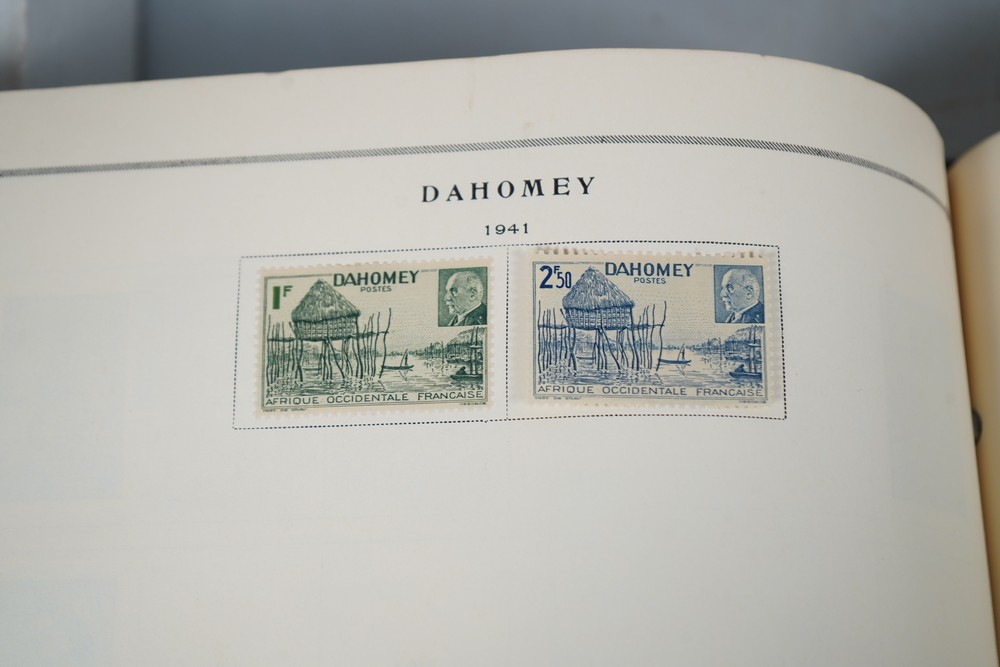 DAHOMEY
1941
1F
DAHOMEY
POSTES
AFRIQUE OCCIDENTALE FRANÇAISE
2F50
DAHOMEY
POSTES
AFRIQUE OCCIDENTALE FRANÇAISE